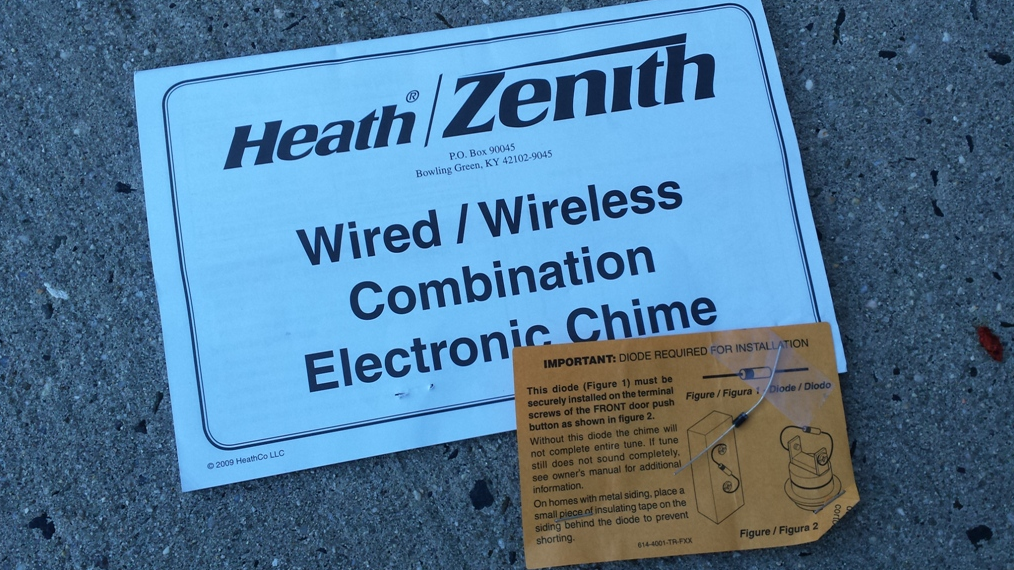 Heath® / Zenith
P.O. Box 90045
Bowling Green, KY 42102-9045
Wired / Wireless
Combination
Electronic Chime
© 2009 HeathCo LLC
IMPORTANT: DIODE REQUIRED FOR INSTALLATION
This diode (Figure 1) must be
securely installed on the terminal
screws of the FRONT door push
button as shown in figure 2.
Without this diode the chime will
not complete entire tune. If tune
still does not sound completely,
see owner's manual for additional
information.
On homes with metal siding, place a
small piece of insulating tape on the
siding behind the diode to prevent
shorting.
Figure / Figura 1 - Diode / Diodo
Figure / Figura 2
614-4001-TR-FXX